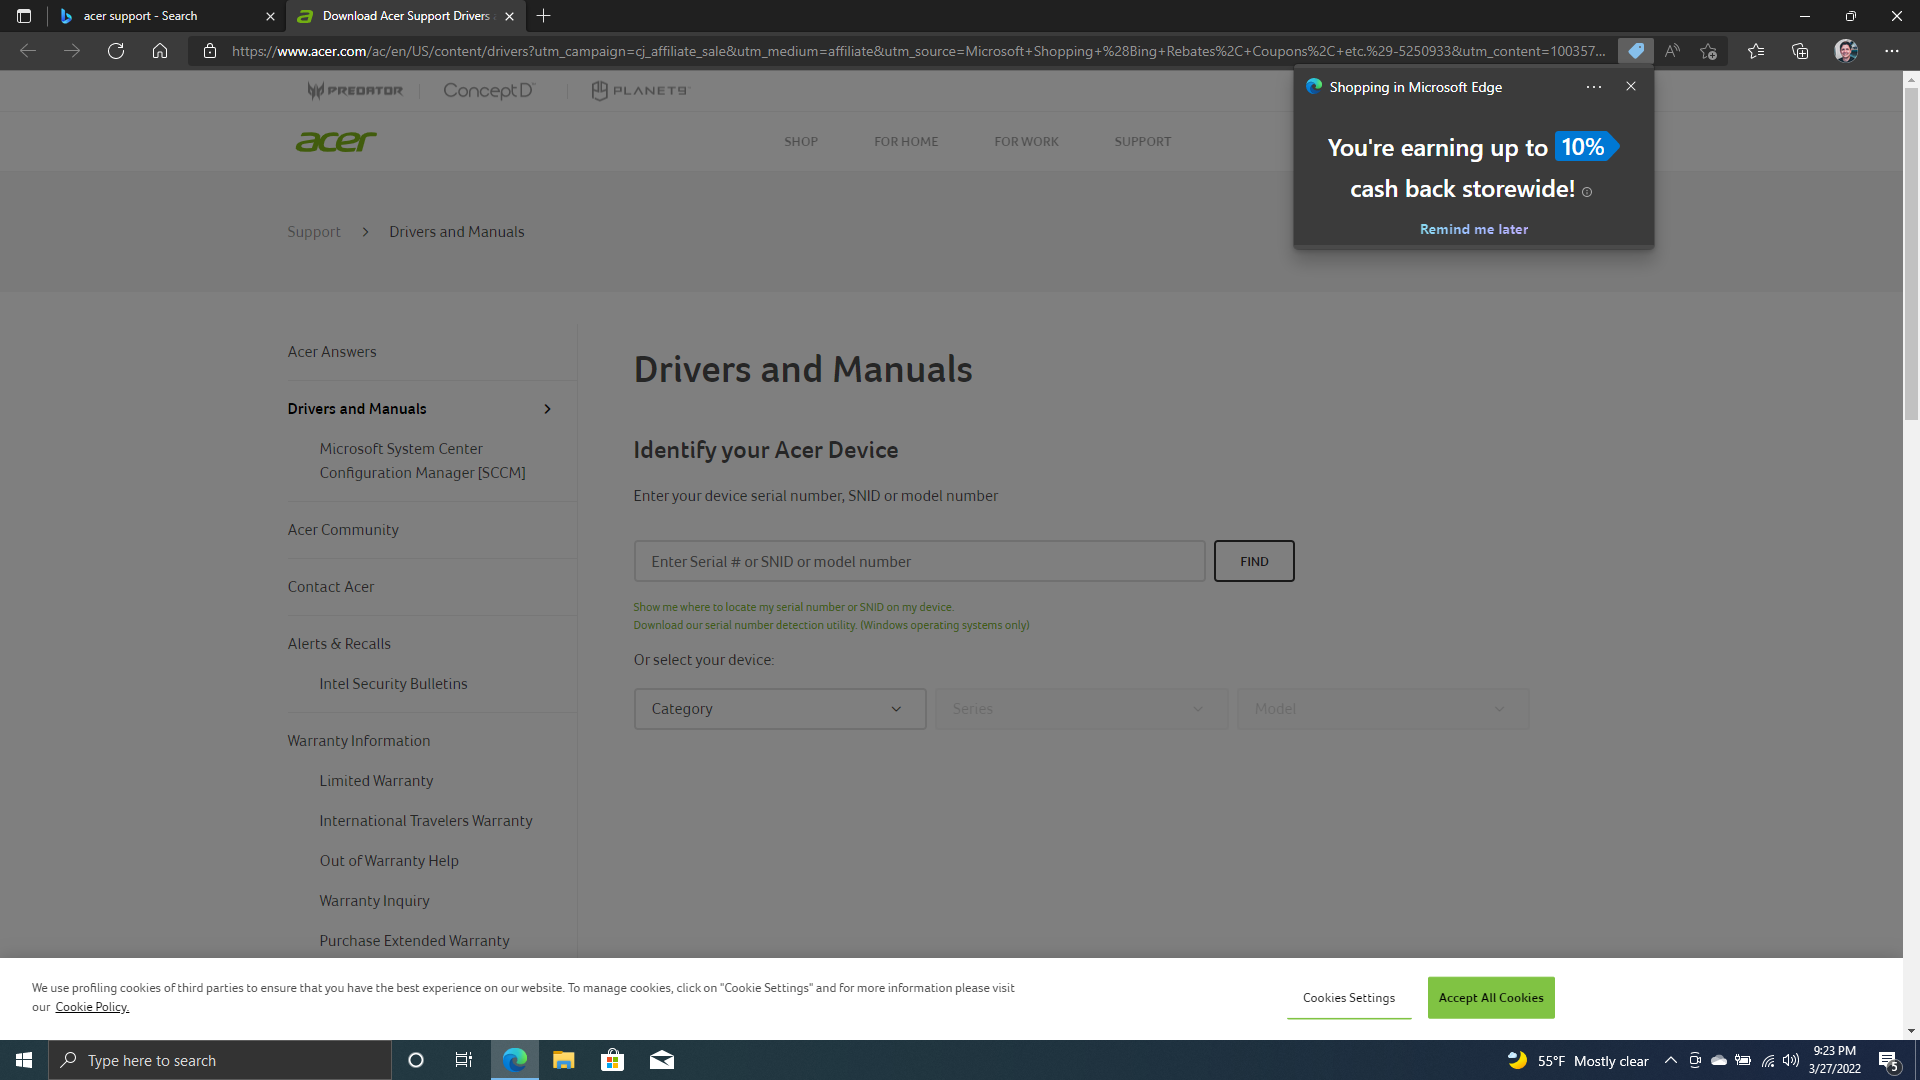 acer support - Search
Download Acer Support Drivers
https://www.acer.com/ac/en/US/content/drivers?utm_campaign=cj_affiliate_sale&utm_medium=affiliate&utm_source=Microsoft+Shopping+%28Bing+Rebates%2C+Coupons%2C+etc.%29-5250933&utm_content=100357...
PREDATOR
ConceptD
PLANET9
Shopping in Microsoft Edge
You're earning up to 10%
cash back storewide!
Remind me later
acer
SHOP
FOR HOME
FOR WORK
SUPPORT
Support > Drivers and Manuals
Acer Answers
Drivers and Manuals
Microsoft System Center
Configuration Manager [SCCM]
Acer Community
Contact Acer
Alerts & Recalls
Intel Security Bulletins
Warranty Information
Limited Warranty
International Travelers Warranty
Out of Warranty Help
Warranty Inquiry
Purchase Extended Warranty
Drivers and Manuals
Identify your Acer Device
Enter your device serial number, SNID or model number
Enter Serial # or SNID or model number
FIND
Show me where to locate my serial number or SNID on my device.
Download our serial number detection utility. (Windows operating systems only)
Or select your device:
Category
Series
Model
We use profiling cookies of third parties to ensure that you have the best experience on our website. To manage cookies, click on "Cookie Settings" and for more information please visit
our Cookie Policy.
Cookies Settings
Accept All Cookies
Type here to search
55°F Mostly clear
9:23 PM
3/27/2022
5